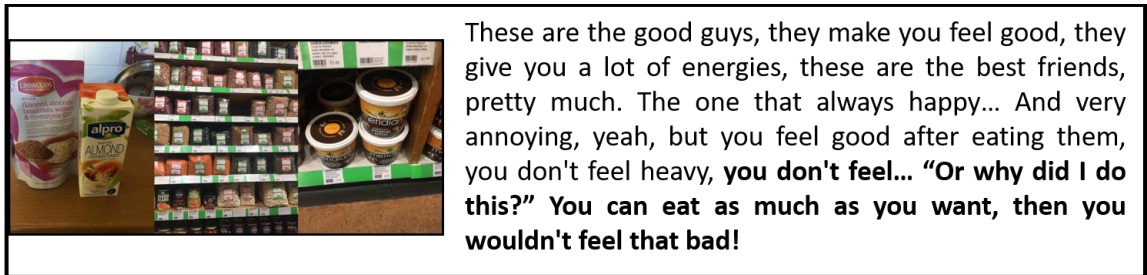 LINWOODS
alpro
ALMOND
These are the good guys, they make you feel good, they
give you a lot of energies, these are the best friends,
pretty much. The one that always happy... And very
annoying, yeah, but you feel good after eating them,
you don't feel heavy, you don't feel... “Or why did I do
this?” You can eat as much as you want, then you
wouldn't feel that bad!